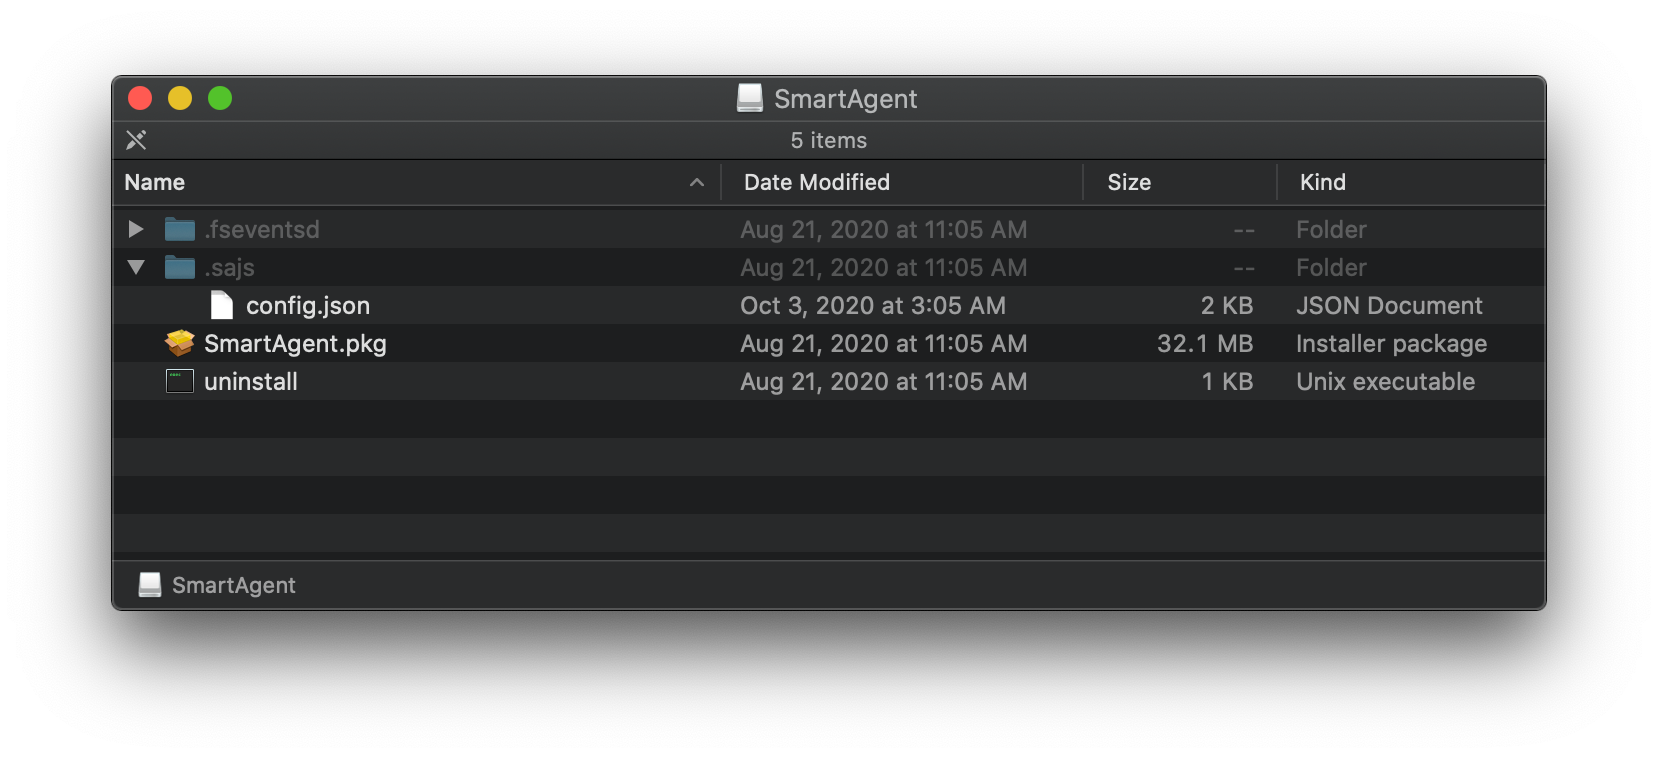 SmartAgent
5 items
Name Date Modified Size Kind
.fseventsd Aug 21, 2020 at 11:05 AM -- Folder
.sajs Aug 21, 2020 at 11:05 AM -- Folder
config.json Oct 3, 2020 at 3:05 AM 2 KB JSON Document
SmartAgent.pkg Aug 21, 2020 at 11:05 AM 32.1 MB Installer package
uninstall Aug 21, 2020 at 11:05 AM 1 KB Unix executable
SmartAgent